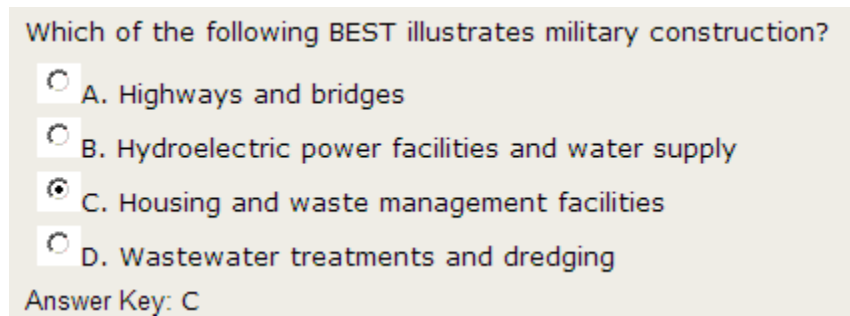 Which of the following BEST illustrates military construction?
A. Highways and bridges
B. Hydroelectric power facilities and water supply
C. Housing and waste management facilities
D. Wastewater treatments and dredging
Answer Key: C